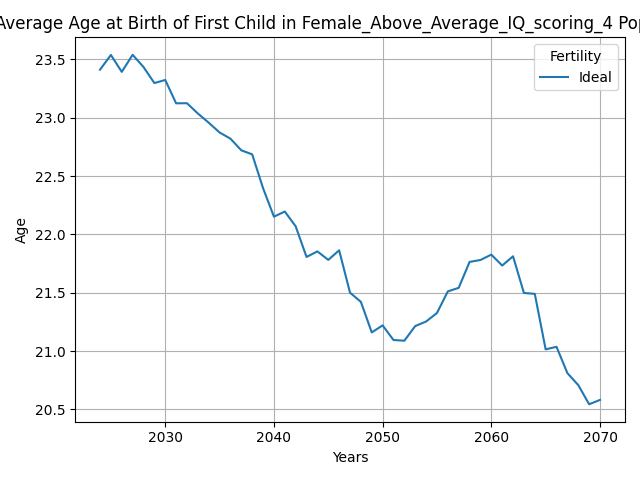 Average Age at Birth of First Child in Female_Above_Average_IQ_scoring_4
Fertility
Ideal
23.5
23.0
22.5
22.0
21.5
21.0
20.5
Age
2030 2040 2050 2060 2070
Years